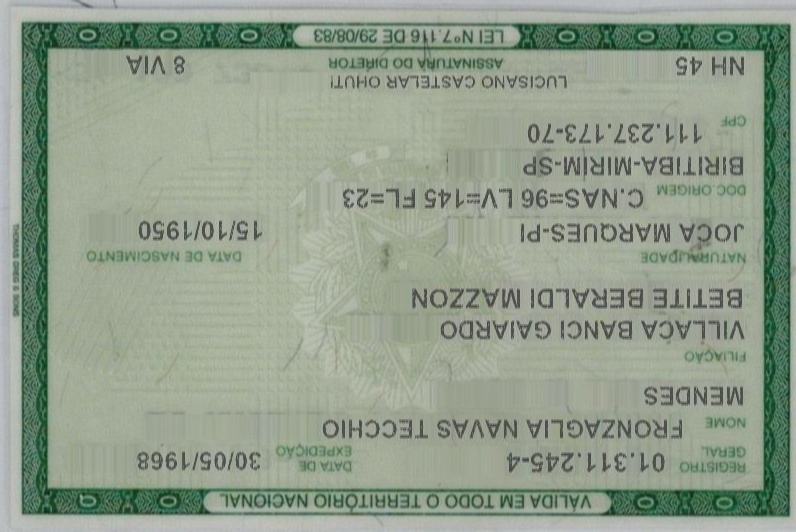 VÁLIDA EM TODO O TERRITÓRIO NACIONAL
REGISTRO GERAL 01.311.245-4 DATA DE EXPEDIÇÃO 30/05/1968
NOME FRONZAGLIA NAVAS TECCHIO
MENDES
FILIAÇÃO
VILLACA BANCI GAIARDO
BETITE BERALDI MAZZON
NATURALIDADE DATA DE NASCIMENTO
JOCA MARQUES-PI 15/10/1950
DOC.ORIGEM C.NAS=96 LV=145 FL=23
BIRITIBA-MIRIM-SP
CPF 111.237.173-70
LUCISANO CASTELAR OHUTI
NH 45 ASSINATURA DO DIRETOR 8 VIA
LEI Nº 7.116 DE 29/08/83
THOMAS GREG & SONS